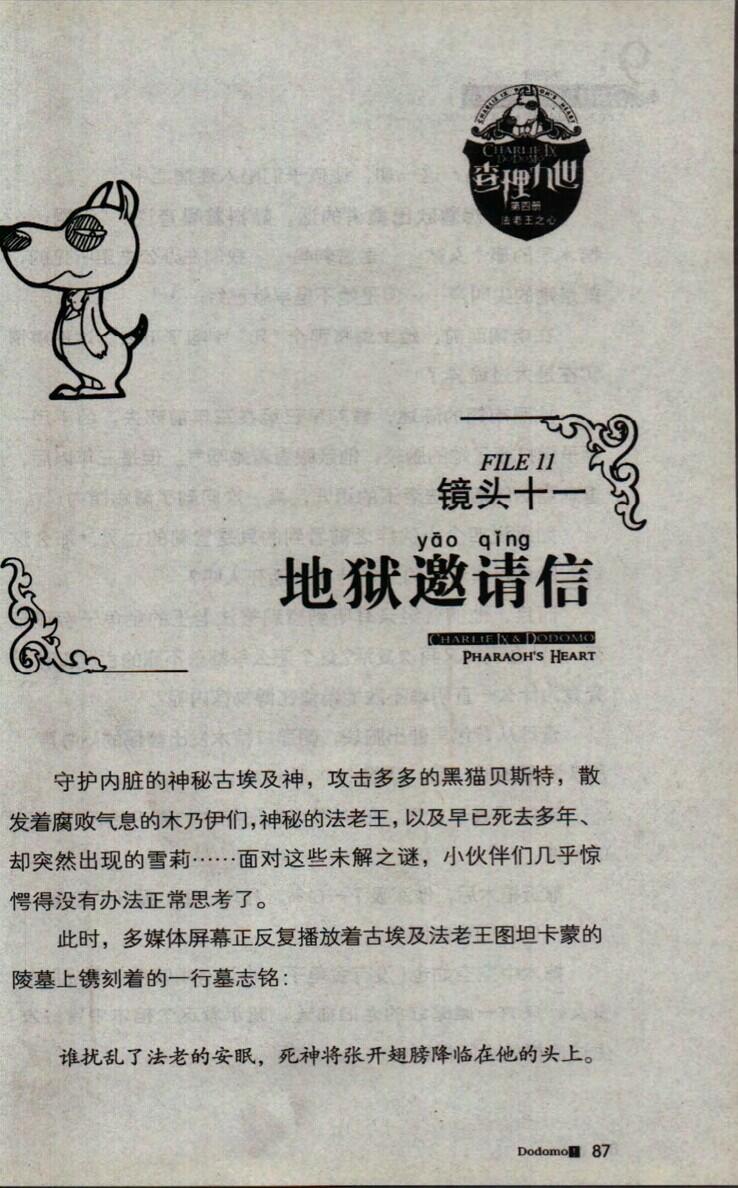 CHARLIE IX PHARAOH'S HEART
CHARLIE IX
DODOMO
查理九世
第四册
法老王之心
FILE 11
镜头十一
yāo qǐng
地狱邀请信
CHARLIE IX & DODOMO
PHARAOH'S HEART
守护内脏的神秘古埃及神，攻击多多的黑猫贝斯特，散
发着腐败气息的木乃伊们，神秘的法老王，以及早已死去多年、
却突然出现的雪莉……面对这些未解之谜，小伙伴们几乎惊
愕得没有办法正常思考了。
此时，多媒体屏幕正反复播放着古埃及法老王图坦卡蒙的
陵墓上镌刻着的一行墓志铭：
谁扰乱了法老的安眠，死神将张开翅膀降临在他的头上。
Dodomo! 87